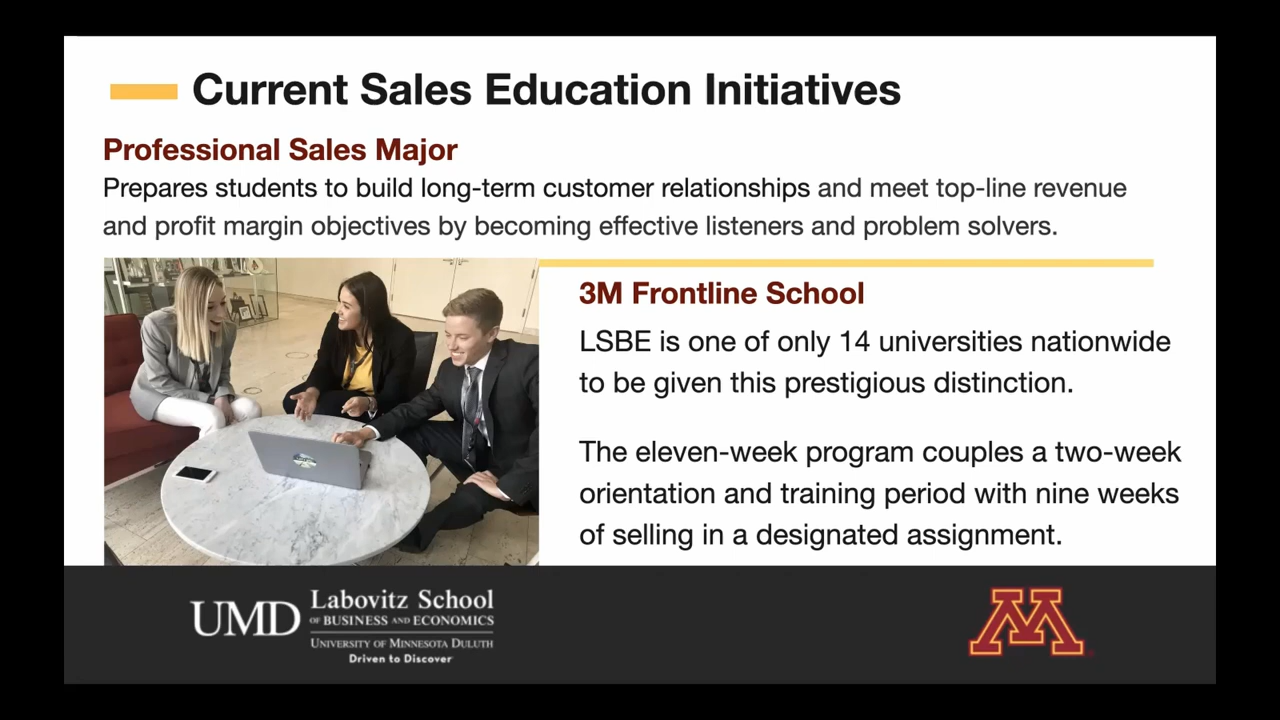 Current Sales Education Initiatives
Professional Sales Major
Prepares students to build long-term customer relationships and meet top-line revenue
and profit margin objectives by becoming effective listeners and problem solvers.
3M Frontline School
LSBE is one of only 14 universities nationwide
to be given this prestigious distinction.
The eleven-week program couples a two-week
orientation and training period with nine weeks
of selling in a designated assignment.
UMD
Labovitz School
OF BUSINESS AND ECONOMICS
UNIVERSITY OF MINNESOTA DULUTH
Driven to Discover
M